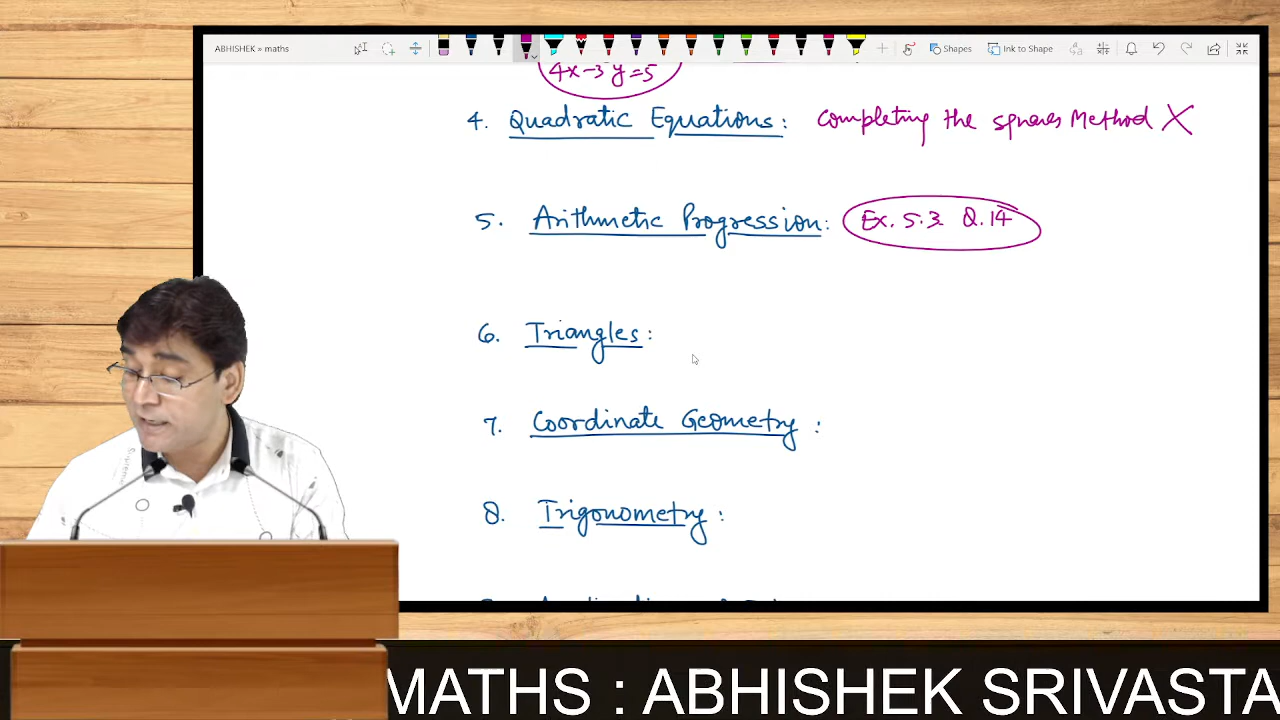 ABHISHEK » maths
Shapes
Ink to Shape
4x-3y=5
4. Quadratic Equations: Completing the squares Method X
5. Arithmetic Progression: Ex. 5.3 Q.14
6. Triangles:
7. Coordinate Geometry:
8. Trigonometry:
MATHS : ABHISHEK SRIVASTA